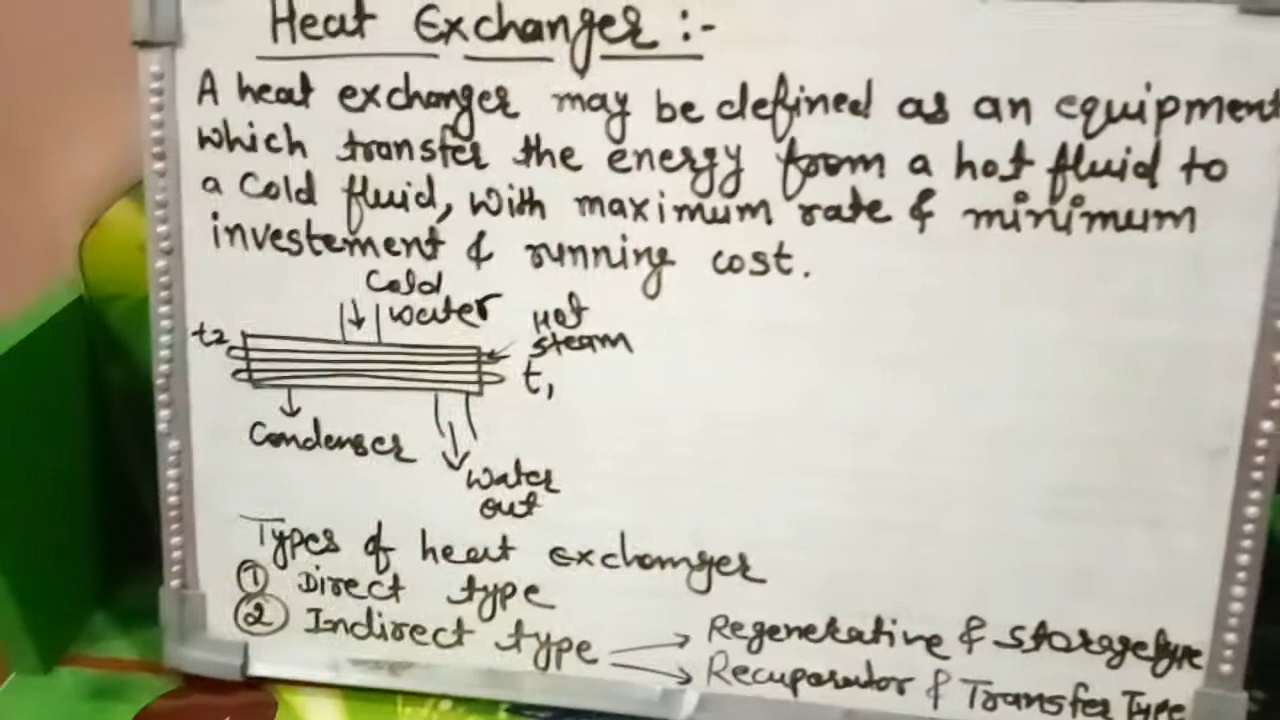 Heat Exchanger :-
A heat exchanger may be defined as an equipment
which transfer the energy from a hot fluid to
a cold fluid, with maximum rate & minimum
investement & running cost.
Cold
water
Hot
steam
t2
t1
Condenser
Water
out
Types of heat exchanger
① Direct type
② Indirect type
Regenerative & storage type
Recuperator & Transfer Type